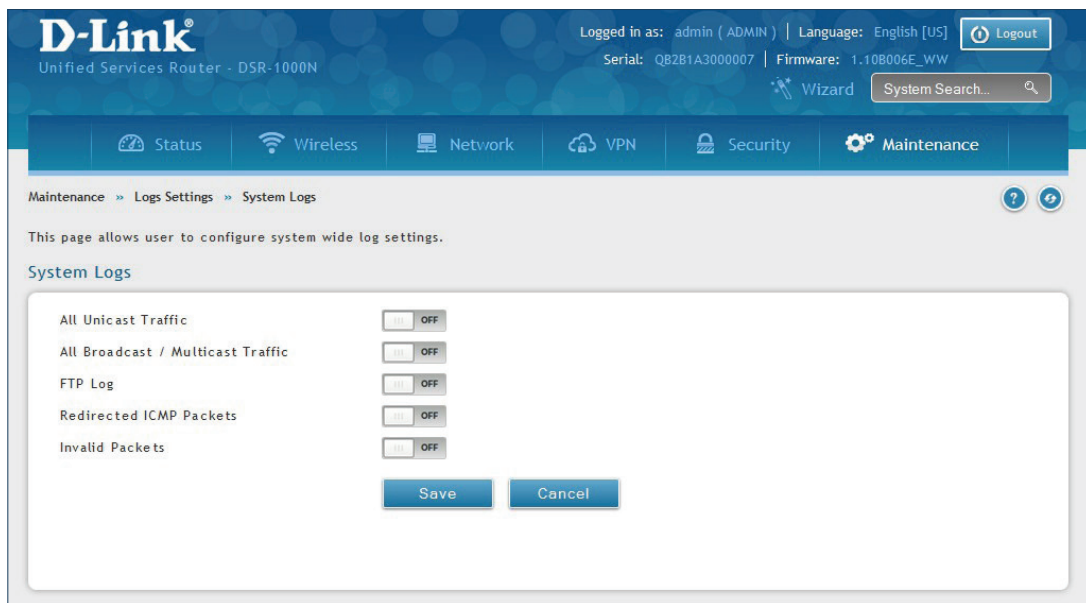 D-Link®
Unified Services Router - DSR-1000N
Logged in as: admin ( ADMIN ) | Language: English [US]
Logout
Serial: QB2B1A3000007 | Firmware: 1.10B006E_WW
Wizard
System Search...
Status
Wireless
Network
VPN
Security
Maintenance
Maintenance » Logs Settings » System Logs
?
This page allows user to configure system wide log settings.
System Logs
All Unicast Traffic OFF
All Broadcast / Multicast Traffic OFF
FTP Log OFF
Redirected ICMP Packets OFF
Invalid Packets OFF
Save
Cancel